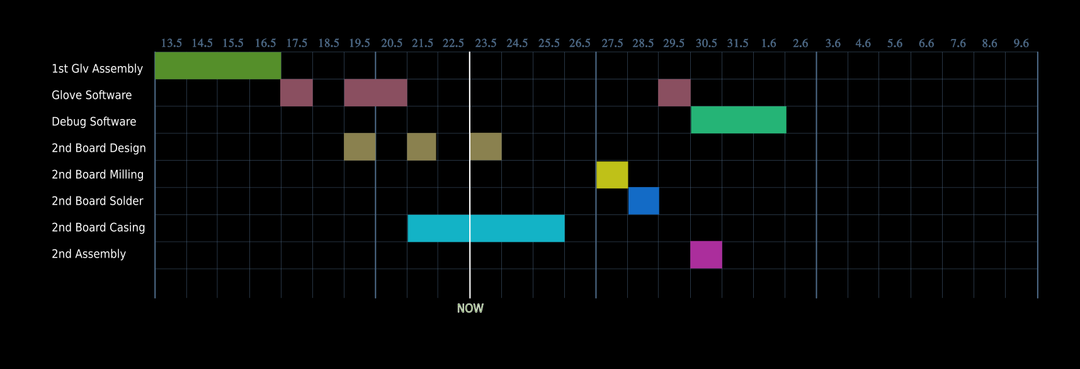 13.5 14.5 15.5 16.5 17.5 18.5 19.5 20.5 21.5 22.5 23.5 24.5 25.5 26.5 27.5 28.5 29.5 30.5 31.5 1.6 2.6 3.6 4.6 5.6 6.6 7.6 8.6 9.6
1st Glv Assembly
Glove Software
Debug Software
2nd Board Design
2nd Board Milling
2nd Board Solder
2nd Board Casing
2nd Assembly
NOW